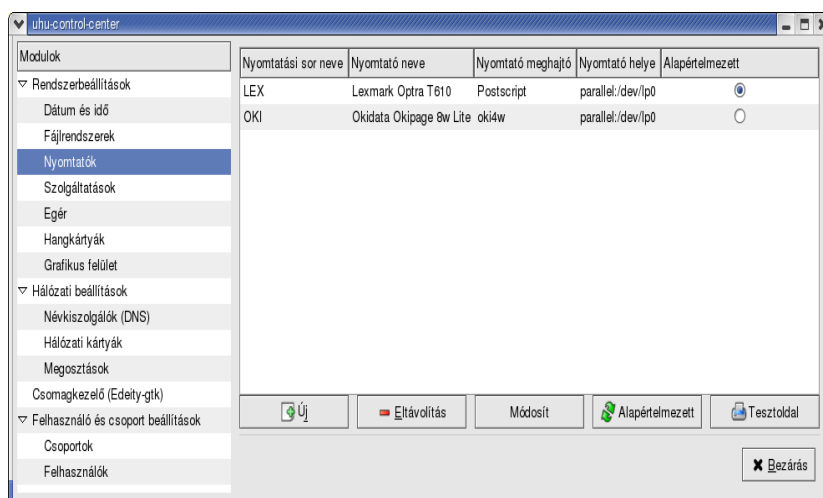 uhu-control-center
Modulok
Rendszerbeállítások
Dátum és idő
Fájlrendszerek
Nyomtatók
Szolgáltatások
Egér
Hangkártyák
Grafikus felület
Hálózati beállítások
Névkiszolgálók (DNS)
Hálózati kártyák
Megosztások
Csomagkezelő (Edeity-gtk)
Felhasználó és csoport beállítások
Csoportok
Felhasználók
Nyomtatási sor neve Nyomtató neve Nyomtató meghajtó Nyomtató helye Alapértelmezett
LEX Lexmark Optra T610 Postscript parallel:/dev/lp0
OKI Okidata Okipage 8w Lite oki4w parallel:/dev/lp0
Új Eltávolítás Módosít Alapértelmezett Tesztoldal
Bezárás